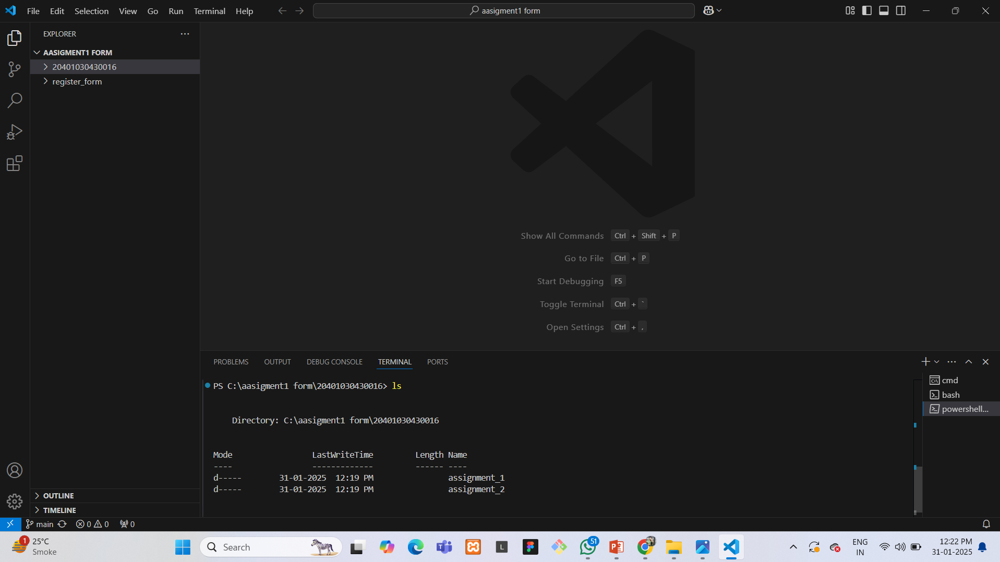 File Edit Selection View Go Run Terminal Help
aasigment1 form
EXPLORER
AASIGMENT1 FORM
20401030430016
register_form
Show All Commands Ctrl + Shift + P
Go to File Ctrl + P
Start Debugging F5
Toggle Terminal Ctrl + `
Open Settings Ctrl + ,
PROBLEMS OUTPUT DEBUG CONSOLE TERMINAL PORTS
PS C:\aasigment1 form\20401030430016> ls
Directory: C:\aasigment1 form\20401030430016
Mode LastWriteTime Length Name
---- ------------- ------ ----
d----- 31-01-2025 12:19 PM assignment_1
d----- 31-01-2025 12:19 PM assignment_2
cmd
bash
powershell...
OUTLINE
TIMELINE
main 0 0 0
1
25°C
Smoke
Search
L
51
ENG
IN
12:22 PM
31-01-2025